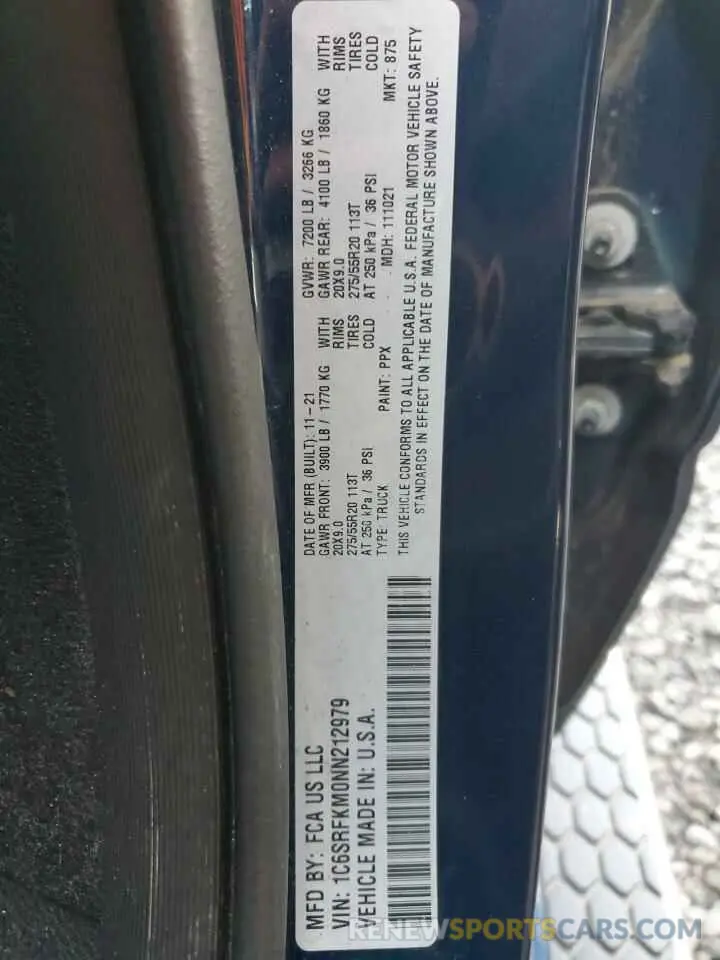 MFD BY: FCA US LLC
VIN: 1C6SRFKM0NN212979
VEHICLE MADE IN: U.S.A.
DATE OF MFR (BUILT): 11-21 GVWR: 7200 LB / 3266 KG
GAWR FRONT: 3900 LB / 1770 KG WITH GAWR REAR: 4100 LB / 1860 KG WITH
20X9.0 RIMS 20X9.0 RIMS
275/55R20 113T TIRES 275/55R20 113T TIRES
AT 250 kPa / 36 PSI COLD AT 250 kPa / 36 PSI COLD
TYPE: TRUCK PAINT: PPX MDH: 111021 MKT: 875
THIS VEHICLE CONFORMS TO ALL APPLICABLE U.S.A. FEDERAL MOTOR VEHICLE SAFETY
STANDARDS IN EFFECT ON THE DATE OF MANUFACTURE SHOWN ABOVE.
RENEWSPORTSCARS.COM